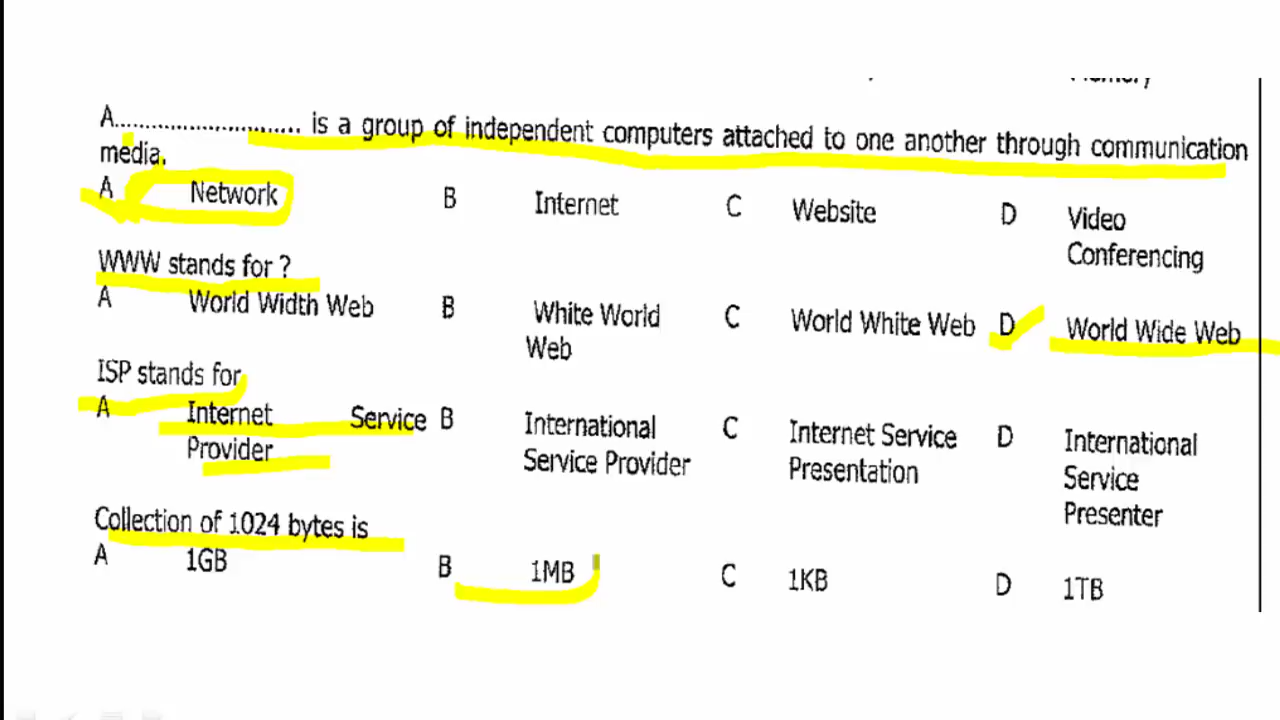 A............................ is a group of independent computers attached to one another through communication
media.
A Network B Internet C Website D Video
Conferencing
WWW stands for ?
A World Width Web B White World C World White Web D World Wide Web
Web
ISP stands for
A Internet Service B International C Internet Service D International
Provider Service Provider Presentation Service
Presenter
Collection of 1024 bytes is
A 1GB B 1MB C 1KB D 1TB